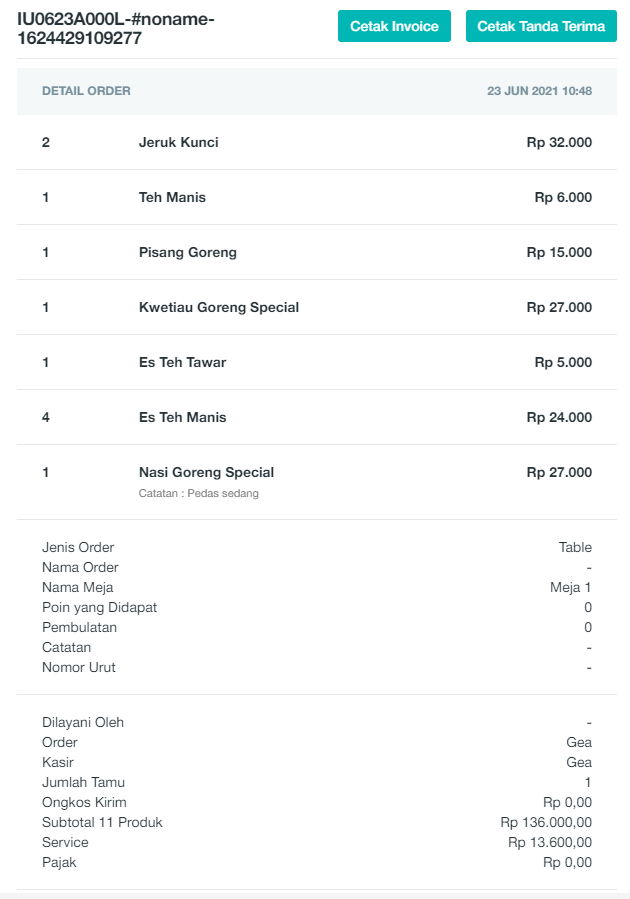 IU0623A000L-#noname-
1624429109277
Cetak Invoice
Cetak Tanda Terima
DETAIL ORDER 23 JUN 2021 10:48
2 Jeruk Kunci Rp 32.000
1 Teh Manis Rp 6.000
1 Pisang Goreng Rp 15.000
1 Kwetiau Goreng Special Rp 27.000
1 Es Teh Tawar Rp 5.000
4 Es Teh Manis Rp 24.000
1 Nasi Goreng Special Rp 27.000
Catatan : Pedas sedang
Jenis Order Table
Nama Order -
Nama Meja Meja 1
Poin yang Didapat 0
Pembulatan 0
Catatan -
Nomor Urut -
Dilayani Oleh -
Order Gea
Kasir Gea
Jumlah Tamu 1
Ongkos Kirim Rp 0,00
Subtotal 11 Produk Rp 136.000,00
Service Rp 13.600,00
Pajak Rp 0,00